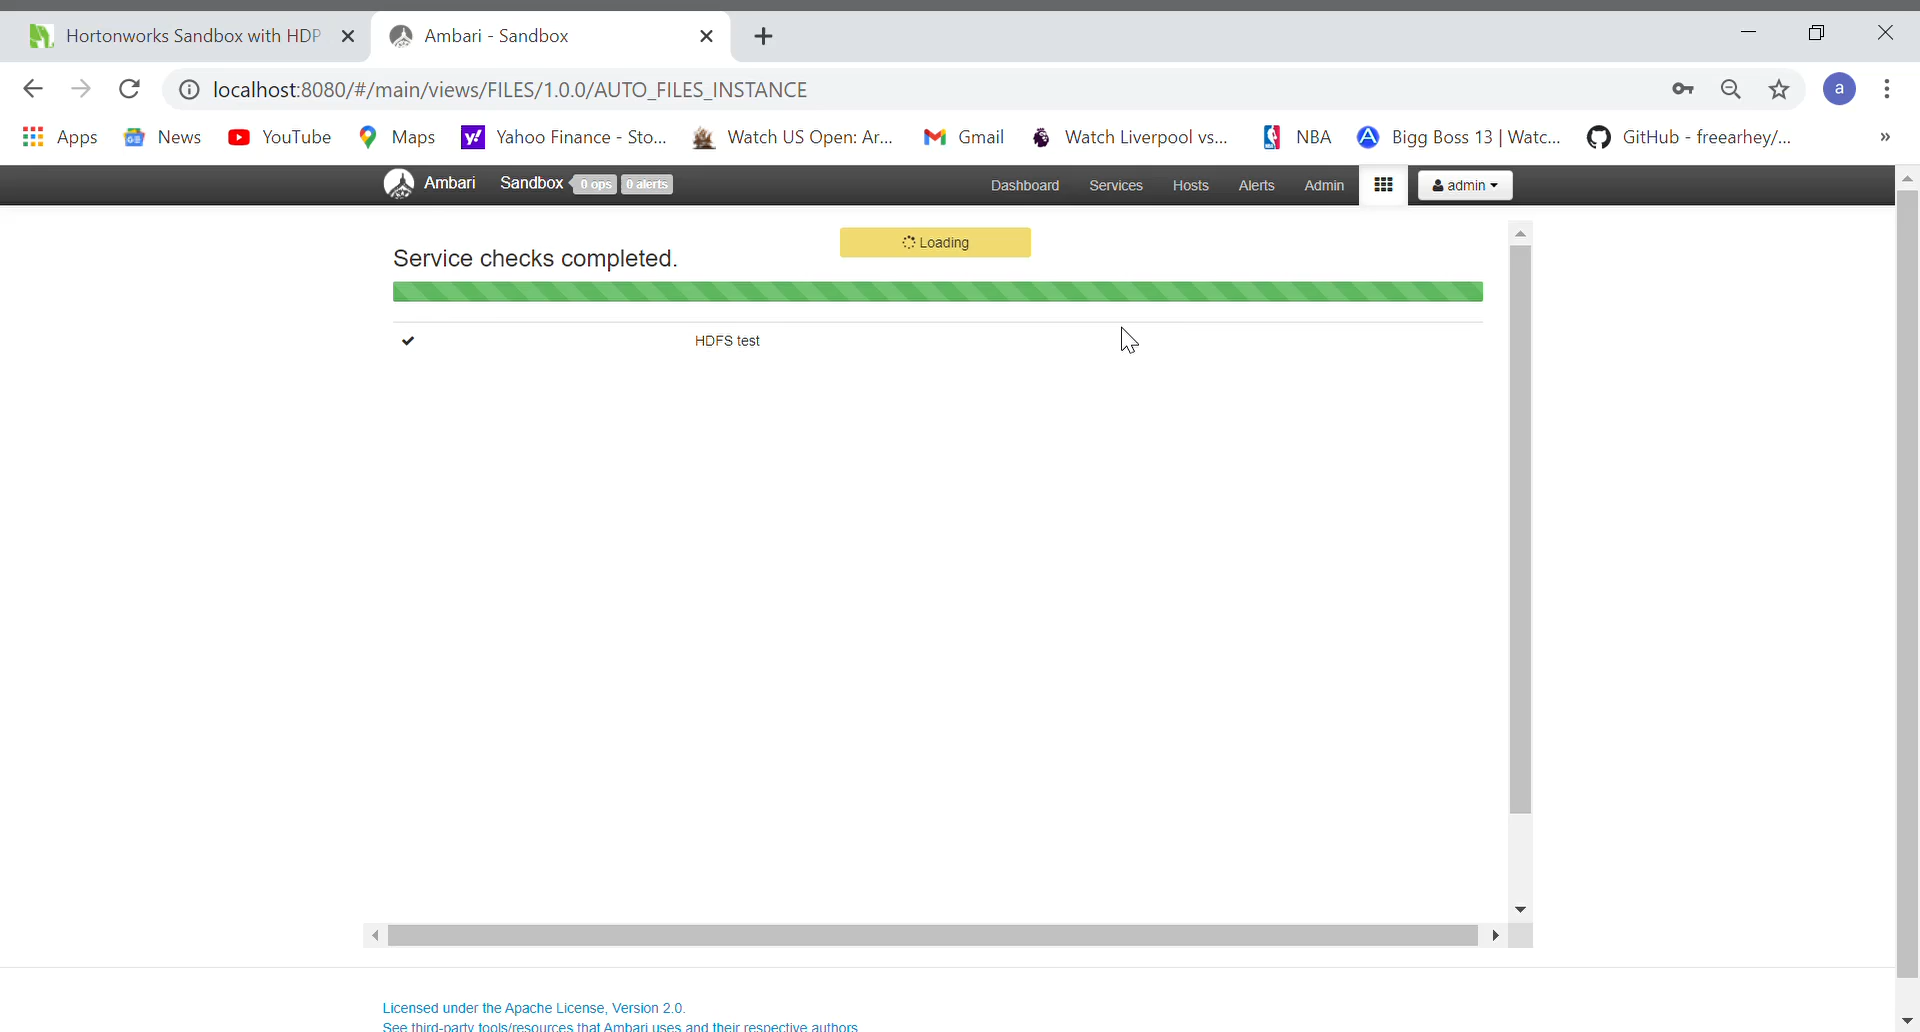 Hortonworks Sandbox with HDP
Ambari - Sandbox
localhost:8080/#/main/views/FILES/1.0.0/AUTO_FILES_INSTANCE
a
Apps News YouTube Maps Yahoo Finance - Sto... Watch US Open: Ar... Gmail Watch Liverpool vs... NBA Bigg Boss 13 | Watc... GitHub - freearhey/... »
Ambari Sandbox 0 ops 0 alerts Dashboard Services Hosts Alerts Admin admin
Loading
Service checks completed.
HDFS test
Licensed under the Apache License, Version 2.0.
See third-party tools/resources that Ambari uses and their respective authors